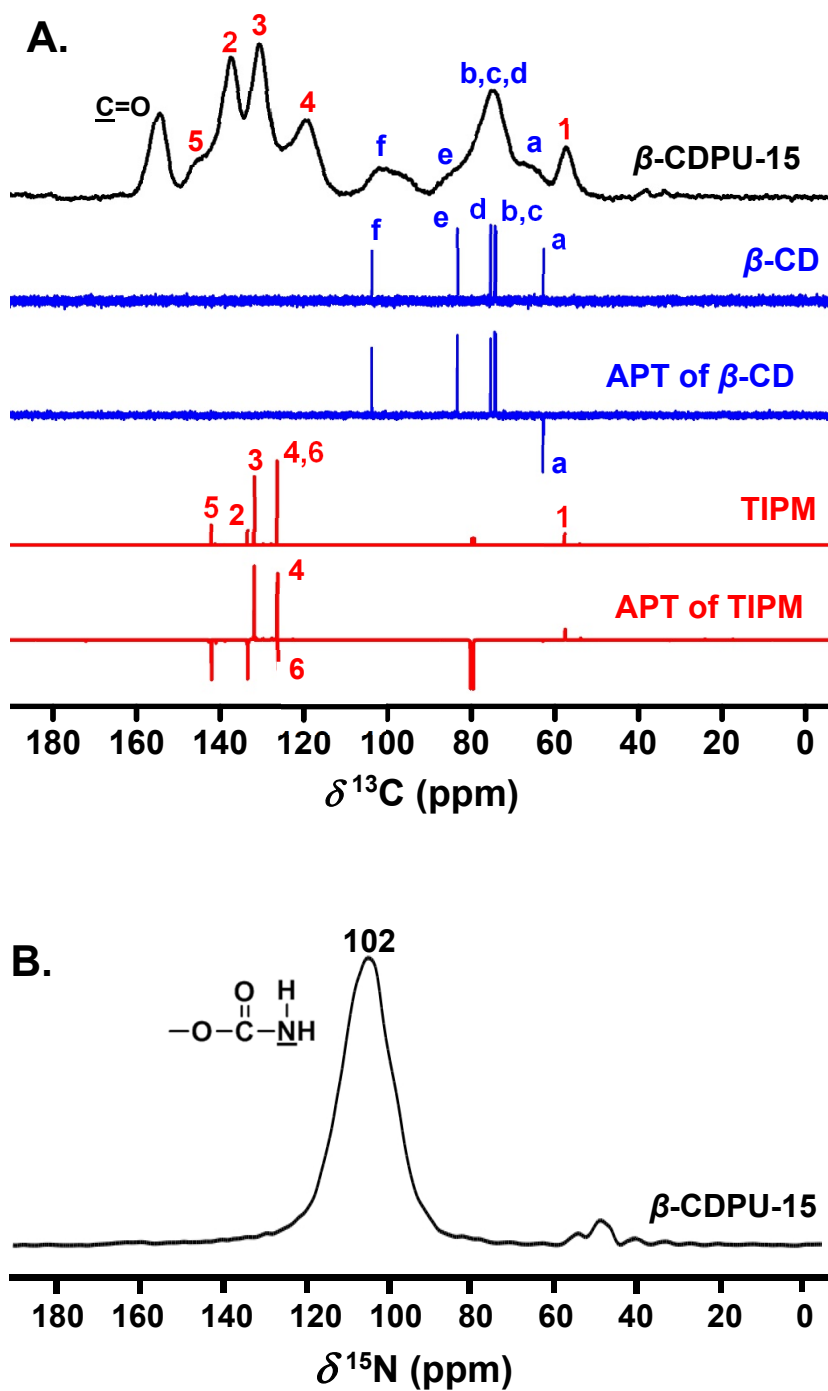 A.
3
2
b,c,d
C=O
4
5
f
e
a
1
β-CDPU-15
f
e
d
b,c
a
β-CD
APT of β-CD
a
3
4,6
5
2
1
TIPM
4
APT of TIPM
6
180 160 140 120 100 80 60 40 20 0
δ 13C (ppm)
B.
102
O H
–O–C–NH
β-CDPU-15
180 160 140 120 100 80 60 40 20 0
δ 15N (ppm)